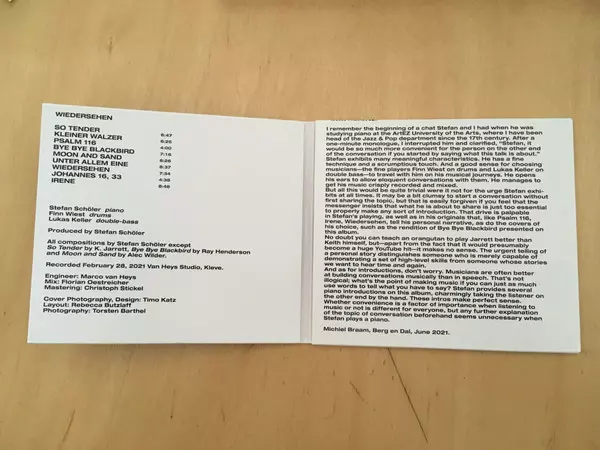 WIEDERSEHEN
SO TENDER 6:47
KLEINER WALZER 6:25
PSALM 116 4:00
BYE BYE BLACKBIRD 7:18
MOON AND SAND
UNTER ALLEM EINE
WIEDERSEHEN 7:34
JOHANNES 16, 33 4:36
IRENE
Stefan Schöler piano
Finn Wiest drums
Lukas Keller double-bass
Produced by Stefan Schöler
All compositions by Stefan Schöler except
So Tender by K. Jarrett, Bye Bye Blackbird by Ray Henderson
and Moon and Sand by Alec Wilder.
Recorded February 28, 2021 Van Heys Studio, Kleve.
Engineer: Marco van Heys
Mix: Florian Oestreicher
Mastering: Christoph Stickel
Cover Photography, Design: Timo Katz
Layout: Rebecca Butzlaff
Photography: Torsten Barthel
I remember the beginning of a chat Stefan and I had when he was
studying piano at the ArtEZ University of the Arts, where I have been
head of the Jazz & Pop department since the 17th century. After a
one-minute monologue, I interrupted him and clarified, "Stefan, it
would be so much more convenient for the person on the other end
of the conversation if you started by saying what this talk is about."
Stefan exhibits many meaningful characteristics. He has a fine
technique and a scrumptious touch. And a good sense for choosing
musicians—the fine players Finn Wiest on drums and Lukas Keller on
double bass—to travel with him on his musical journeys. He opens
his ears to allow eloquent conversations with them. He manages to
get his music crisply recorded and mixed.
But all this would be quite trivial were it not for the urge Stefan exhi-
bits at all times. It may be a bit clumsy to start a conversation without
first sharing the topic, but that is easily forgiven if you feel that the
messenger insists that what he is about to share is just too essential
to properly make any sort of introduction. That drive is palpable
in Stefan's playing, as well as in his originals that, like Psalm 116,
Irene, Wiedersehen, tell his personal narrative, as do the covers of
his choice, such as the rendition of Bye Bye Blackbird presented on
this album.
No doubt you can teach an orangutan to play Jarrett better than
Keith himself, but—apart from the fact that it would presumably
become a huge YouTube hit—it makes no sense. The urgent telling of
a personal story distinguishes someone who is merely capable of
demonstrating a set of high-level skills from someone whose stories
we want to hear time and again.
And as for introductions, don't worry. Musicians are often better
at building conversations musically than in speech. That's not
illogical; what's the point of making music if you can just as much
use words to tell what you have to say? Stefan provides several
piano introductions on this album, charmingly taking the listener on
the other end by the hand. These intros make perfect sense.
Whether convenience is a factor of importance when listening to
music or not is different for everyone, but any further explanation
of the topic of conversation beforehand seems unnecessary when
Stefan plays a piano.
Michiel Braam, Berg en Dal, June 2021.